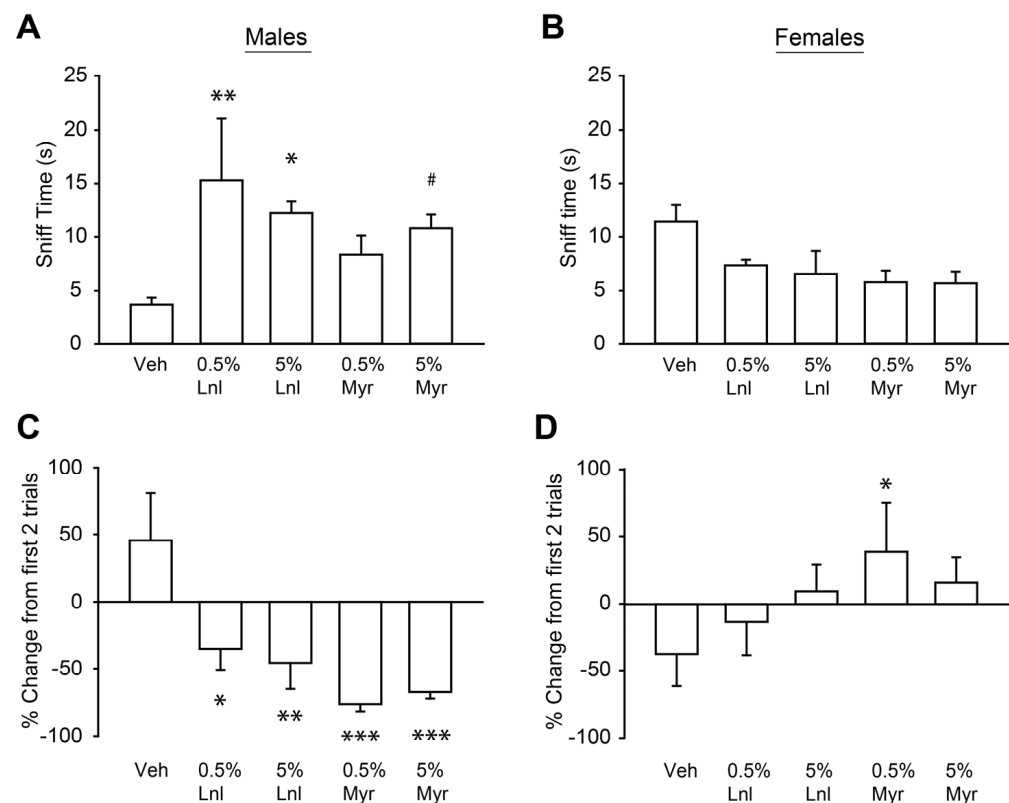 A
Males
25
20
15
10
5
0
Sniff Time (s)
**
*
#
Veh
0.5%
Lnl
5%
Lnl
0.5%
Myr
5%
Myr
B
Females
25
20
15
10
5
0
Sniff time (s)
Veh
0.5%
Lnl
5%
Lnl
0.5%
Myr
5%
Myr
C
100
50
0
-50
-100
% Change from first 2 trials
*
**
***
***
Veh
0.5%
Lnl
5%
Lnl
0.5%
Myr
5%
Myr
D
100
50
0
-50
-100
% Change from first 2 trials
*
Veh
0.5%
Lnl
5%
Lnl
0.5%
Myr
5%
Myr